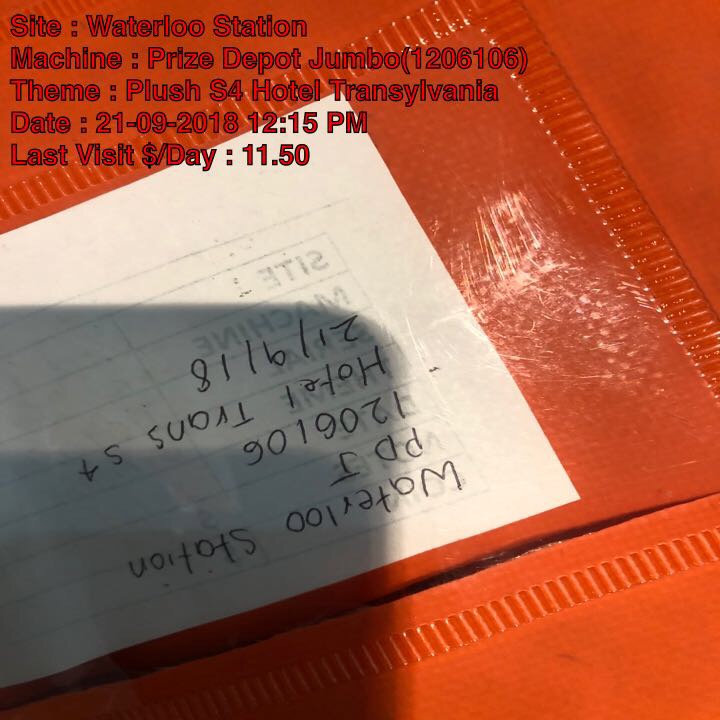 Site : Waterloo Station
Machine : Prize Depot Jumbo(1206106)
Theme : Plush S4 Hotel Transylvania
Date : 21-09-2018 12:15 PM
Last Visit $/Day : 11.50
Waterloo Station
PDJ
1206106
Hotel Trans s4
21/9/18
SITE :
MACHINE